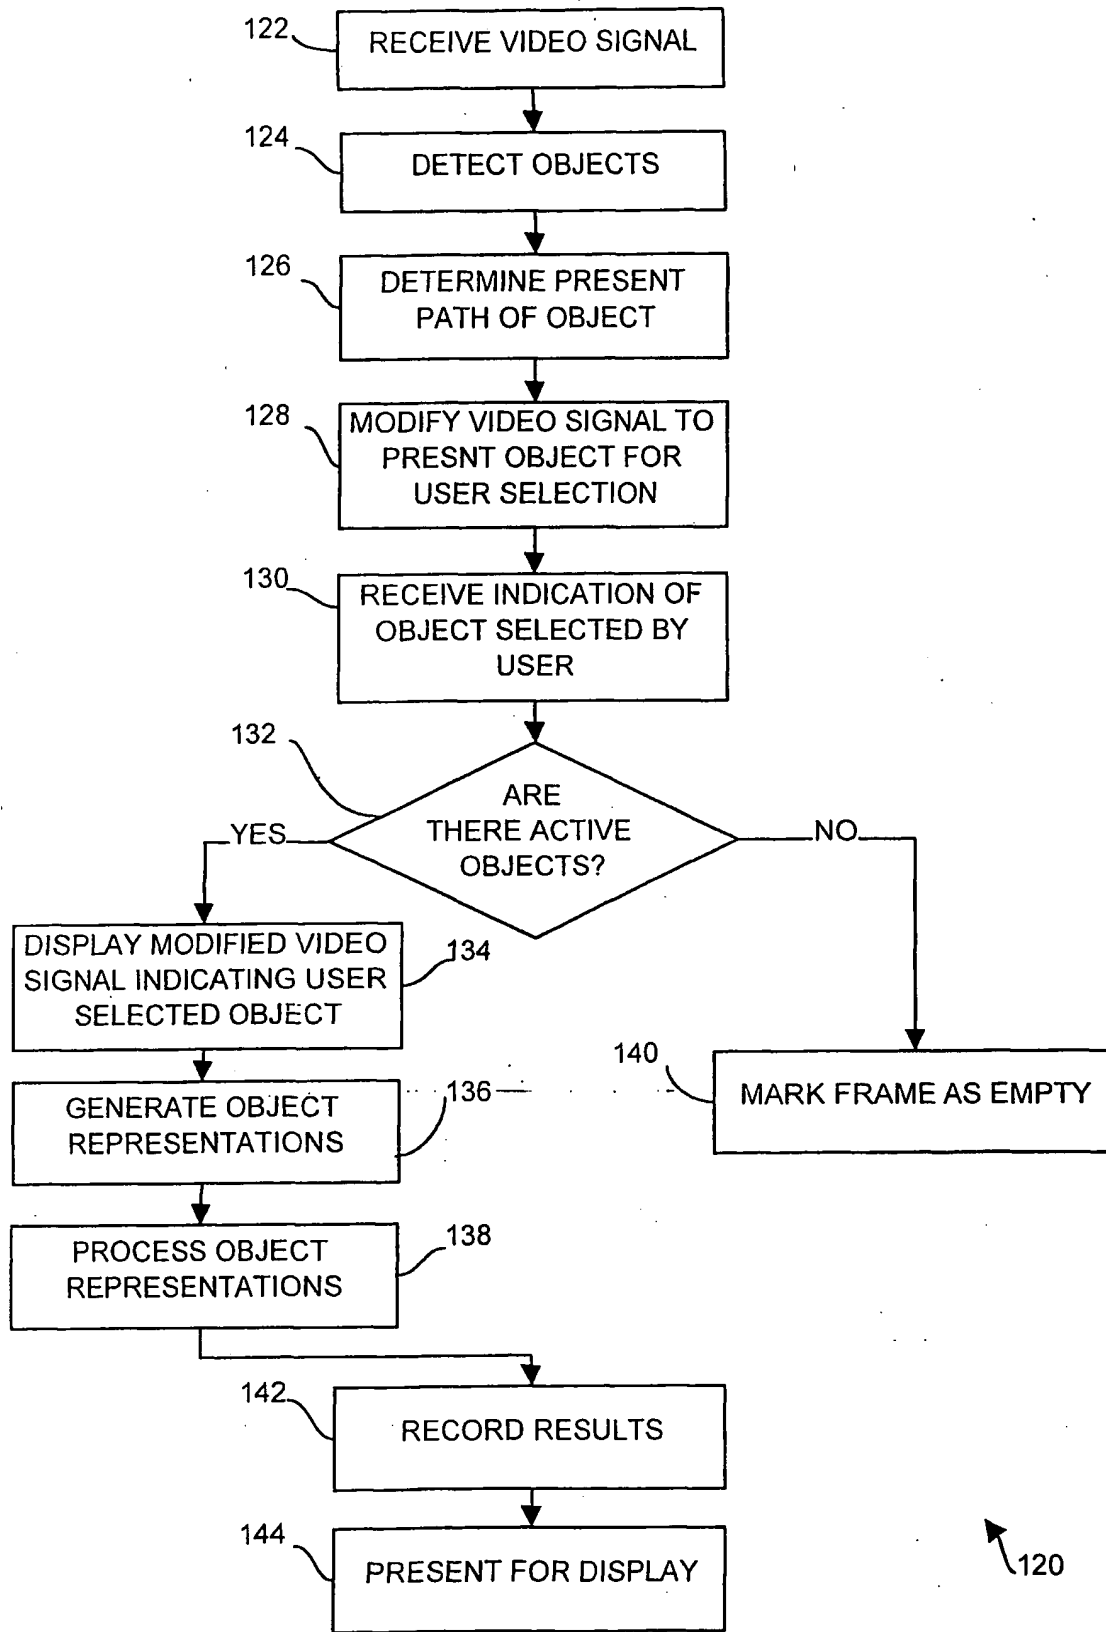 122
RECEIVE VIDEO SIGNAL
124
DETECT OBJECTS
126
DETERMINE PRESENT
PATH OF OBJECT
128
MODIFY VIDEO SIGNAL TO
PRESNT OBJECT FOR
USER SELECTION
130
RECEIVE INDICATION OF
OBJECT SELECTED BY
USER
132
ARE
THERE ACTIVE
OBJECTS?
YES
NO
DISPLAY MODIFIED VIDEO
SIGNAL INDICATING USER
SELECTED OBJECT
134
GENERATE OBJECT
REPRESENTATIONS
136
140
MARK FRAME AS EMPTY
PROCESS OBJECT
REPRESENTATIONS
138
142
RECORD RESULTS
144
PRESENT FOR DISPLAY
120